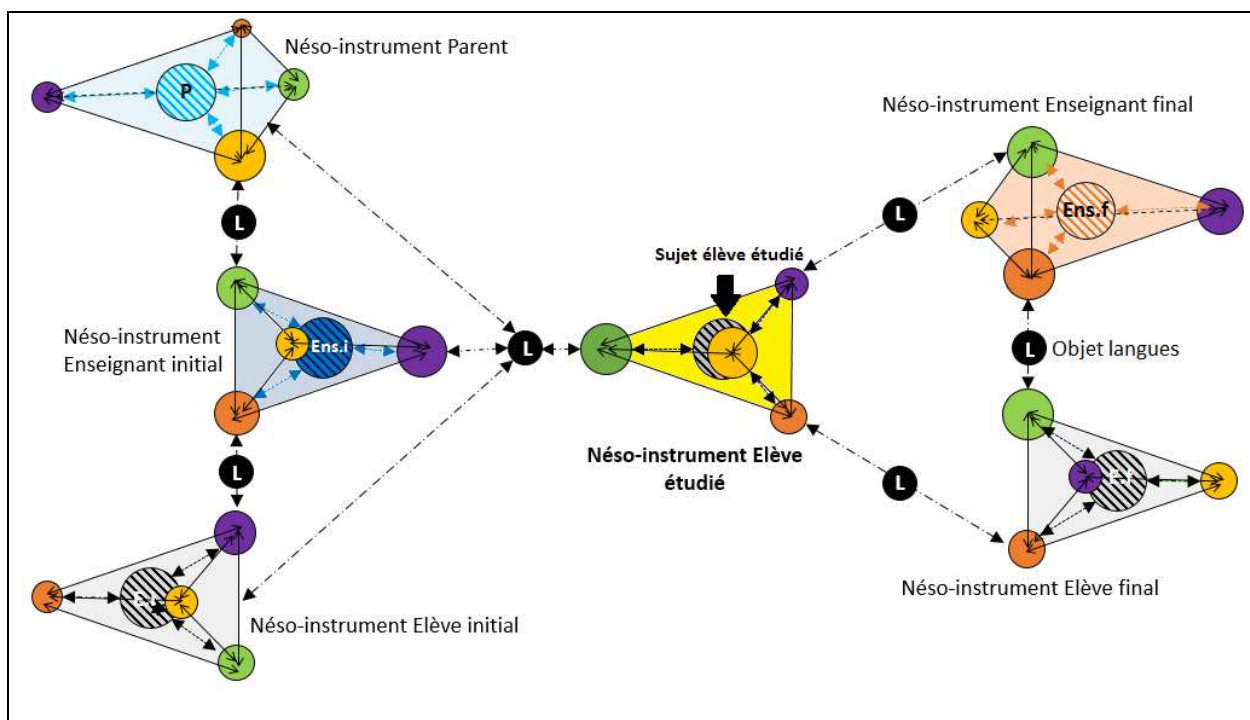 Néso-instrument Parent
P
L
Néso-instrument
Enseignant initial
Ens.i
L
Néso-instrument Elève initial
L
Sujet élève étudié
Néso-instrument Elève
étudié
L
L
Néso-instrument Enseignant final
Ens.f
L
Objet langues
Néso-instrument Elève final